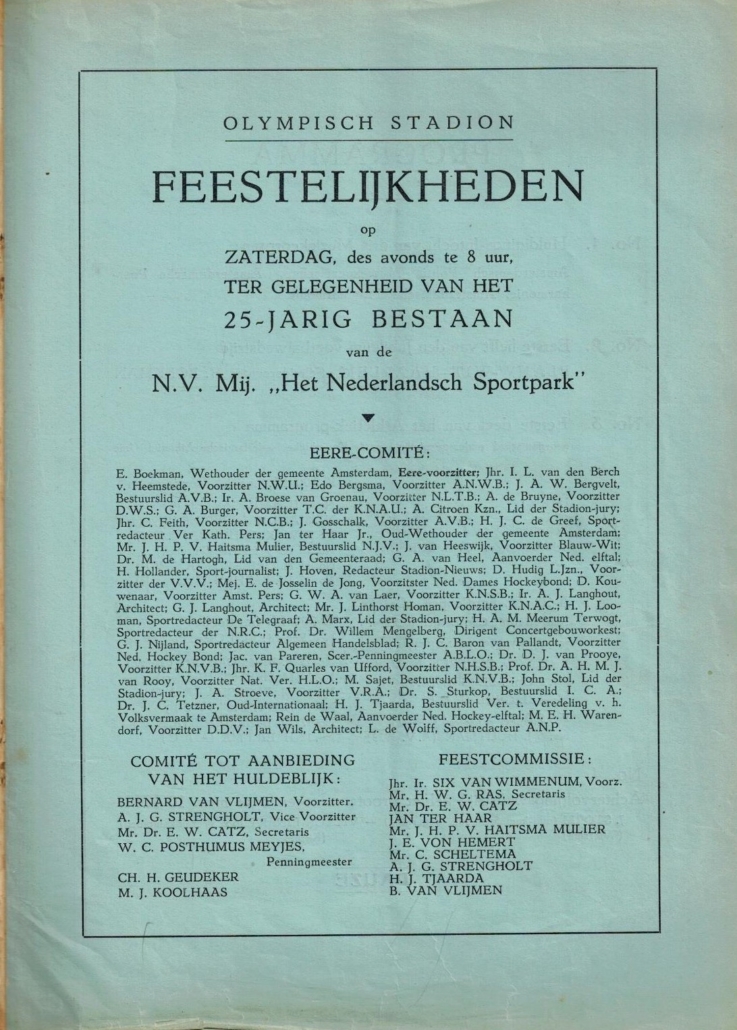 OLYMPISCH STADION
FEESTELIJKHEDEN
op
ZATERDAG, des avonds te 8 uur,
TER GELEGENHEID VAN HET
25-JARIG BESTAAN
van de
N.V. Mij. „Het Nederlandsch Sportpark"
EERE-COMITÉ:
E. Boekman, Wethouder der gemeente Amsterdam, Eere-voorzitter; Jhr. I. L. van den Berch
v. Heemstede, Voorzitter N.W.U.; Edo Bergsma, Voorzitter A.N.W.B.; J. A. W. Bergvelt,
Bestuurslid A.V.B.; Ir. A. Broese van Groenau, Voorzitter N.L.T.B.; A. de Bruyne, Voorzitter
D.W.S.; G. A. Burger, Voorzitter T.C. der K.N.A.U.; A. Citroen Kzn., Lid der Stadion-jury;
Jhr. C. Feith, Voorzitter N.C.B.; J. Gosschalk, Voorzitter A.V.B.; H. J. C. de Greef, Sport-
redacteur Ver Kath. Pers; Jan ter Haar Jr., Oud-Wethouder der gemeente Amsterdam;
Mr. J. H. P. V. Haitsma Mulier, Bestuurslid N.J.V.; J. van Heeswijk, Voorzitter Blauw-Wit;
Dr. M. de Hartogh, Lid van den Gemeenteraad; G. A. van Heel, Aanvoerder Ned. elftal;
H. Hollander, Sport-journalist; J. Hoven, Redacteur Stadion-Nieuws; D. Hudig L.Jzn., Voor-
zitter der V.V.V.; Mej. E. de Josselin de Jong, Voorzitster Ned. Dames Hockeybond; D. Kou-
wenaar, Voorzitter Amst. Pers; G. W. A. van Laer, Voorzitter K.N.S.B.; Ir. A. J. Langhout,
Architect; G. J. Langhout, Architect; Mr. J. Linthorst Homan, Voorzitter K.N.A.C.; H. J. Loo-
man, Sportredacteur De Telegraaf; A. Marx, Lid der Stadion-jury; H. A. M. Meerum Terwogt,
Sportredacteur der N.R.C.; Prof. Dr. Willem Mengelberg, Dirigent Concertgebouworkest;
G. J. Nijland, Sportredacteur Algemeen Handelsblad; R. J. C. Baron van Pallandt, Voorzitter
Ned. Hockey Bond; Jac. van Pareren, Scer.-Penningmeester A.B.L.O.; Dr. D. J. van Prooye,
Voorzitter K.N.V.B.; Jhr. K. F. Quarles van Ufford, Voorzitter N.H.S.B.; Prof. Dr. A. H. M. J.
van Rooy, Voorzitter Nat. Ver. H.L.O.; M. Sajet, Bestuurslid K.N.V.B.; John Stol, Lid der
Stadion-jury; J. A. Stroeve, Voorzitter V.R.A.; Dr. S. Sturkop, Bestuurslid I. C. A.;
Dr. J. C. Tetzner, Oud-Internationaal; H. J. Tjaarda, Bestuurslid Ver. t. Veredeling v. h.
Volksvermaak te Amsterdam; Rein de Waal, Aanvoerder Ned. Hockey-elftal; M. E. H. Waren-
dorf, Voorzitter D.D.V.; Jan Wils, Architect; L. de Wolff, Sportredacteur A.N.P.
COMITÉ TOT AANBIEDING
VAN HET HULDEBLIJK:
BERNARD VAN VLIJMEN, Voorzitter.
A. J. G. STRENGHOLT, Vice-Voorzitter
Mr. Dr. E. W. CATZ, Secretaris
W. C. POSTHUMUS MEYJES,
Penningmeester
CH. H. GEUDEKER
M. J. KOOLHAAS
FEESTCOMMISSIE:
Jhr. Ir. SIX VAN WIMMENUM, Voorz.
Mr. H. W. G. RAS, Secretaris
Mr. Dr. E. W. CATZ
JAN TER HAAR
Mr. J. H. P. V. HAITSMA MULIER
J. E. VON HEMERT
Mr. C. SCHELTEMA
A. J. G. STRENGHOLT
H. J. TJAARDA
B. VAN VLIJMEN